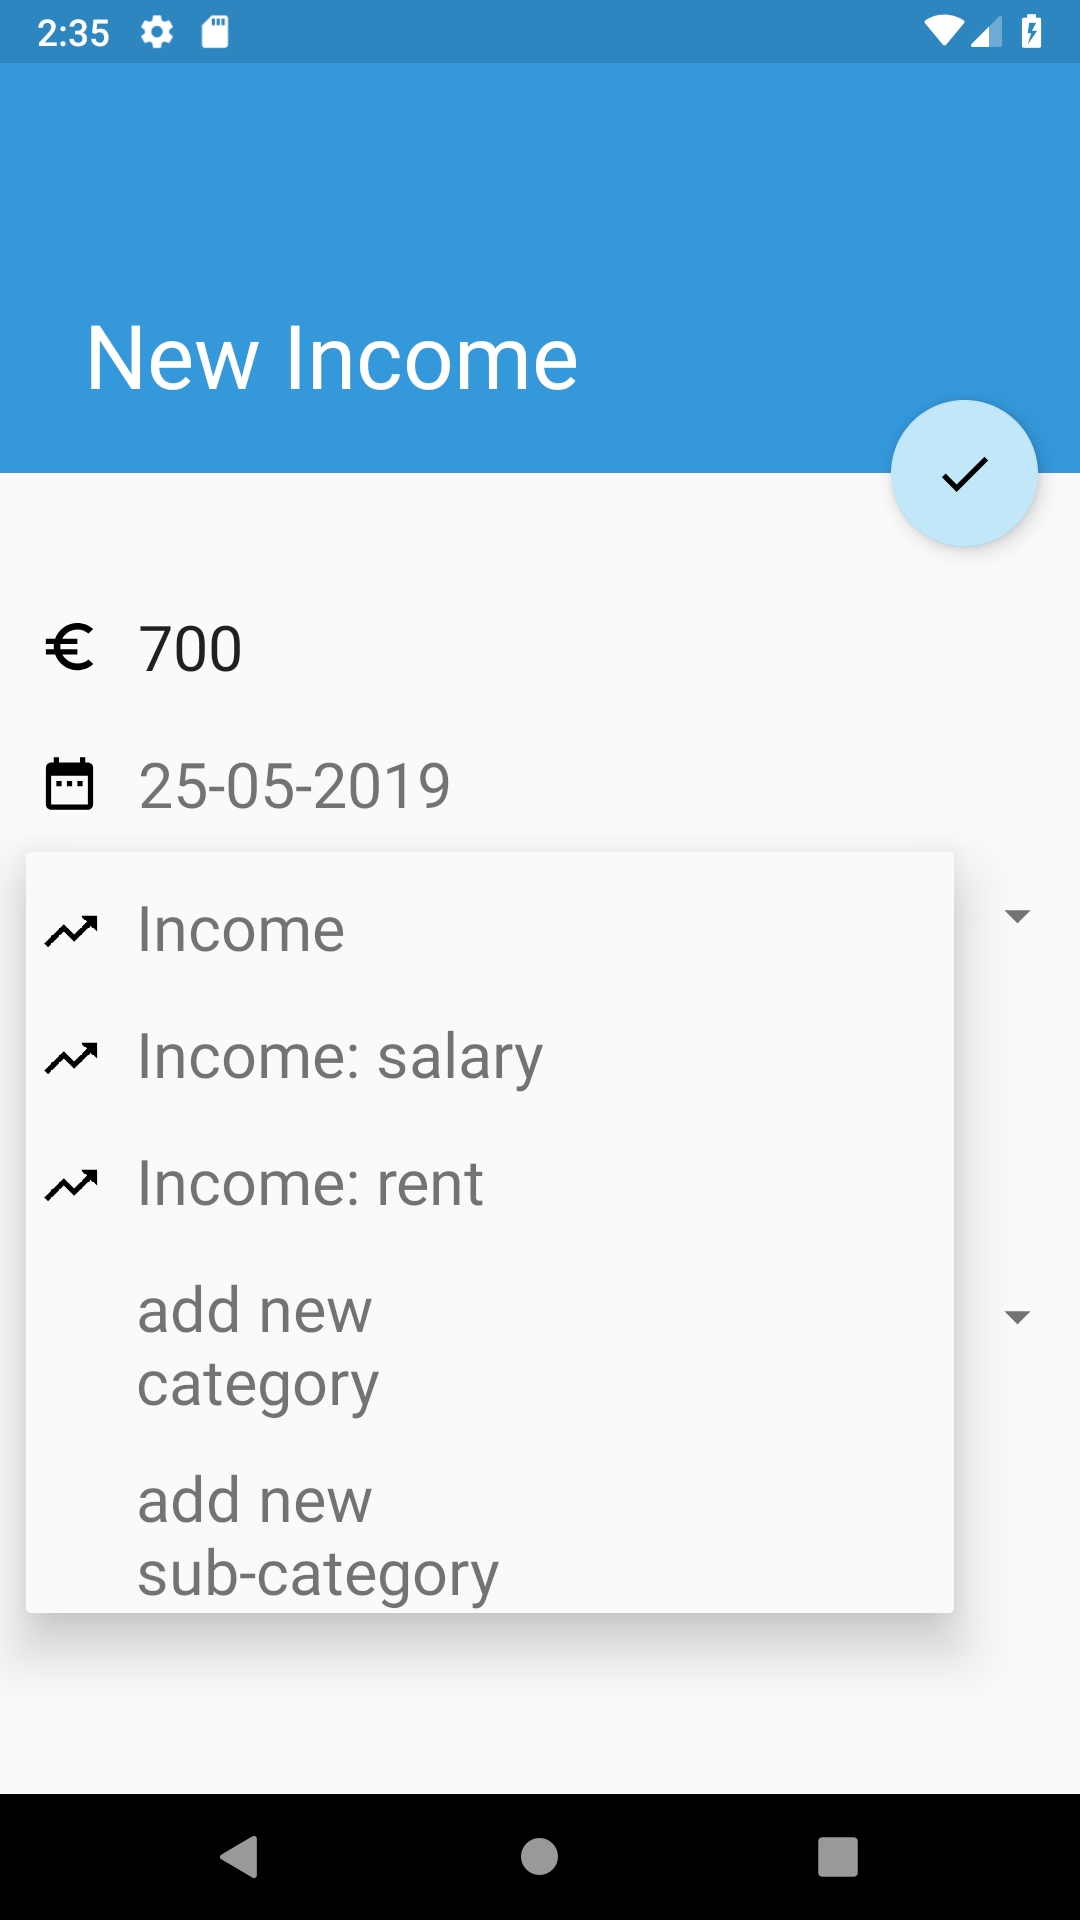 2:35
New Income
€ 700
25-05-2019
Income
Income: salary
Income: rent
add new
category
add new
sub-category